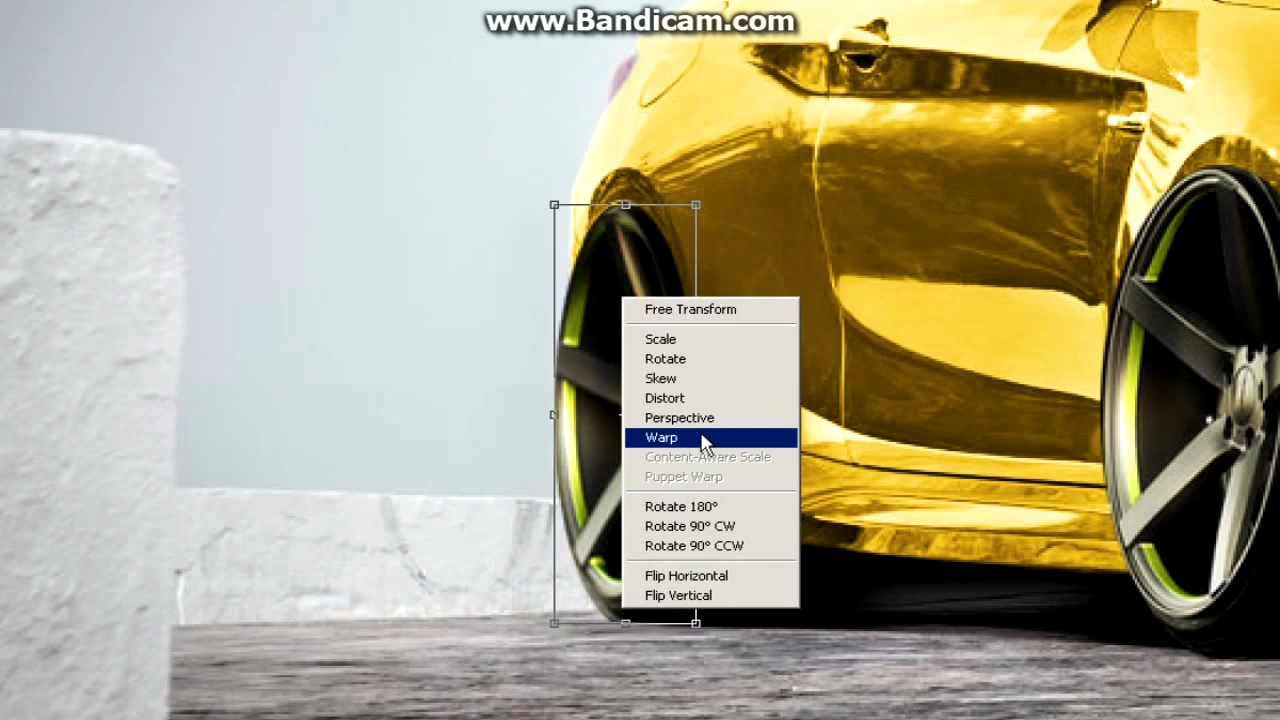 www.Bandicam.com
Free Transform
Scale
Rotate
Skew
Distort
Perspective
Warp
Content-Aware Scale
Puppet Warp
Rotate 180°
Rotate 90° CW
Rotate 90° CCW
Flip Horizontal
Flip Vertical